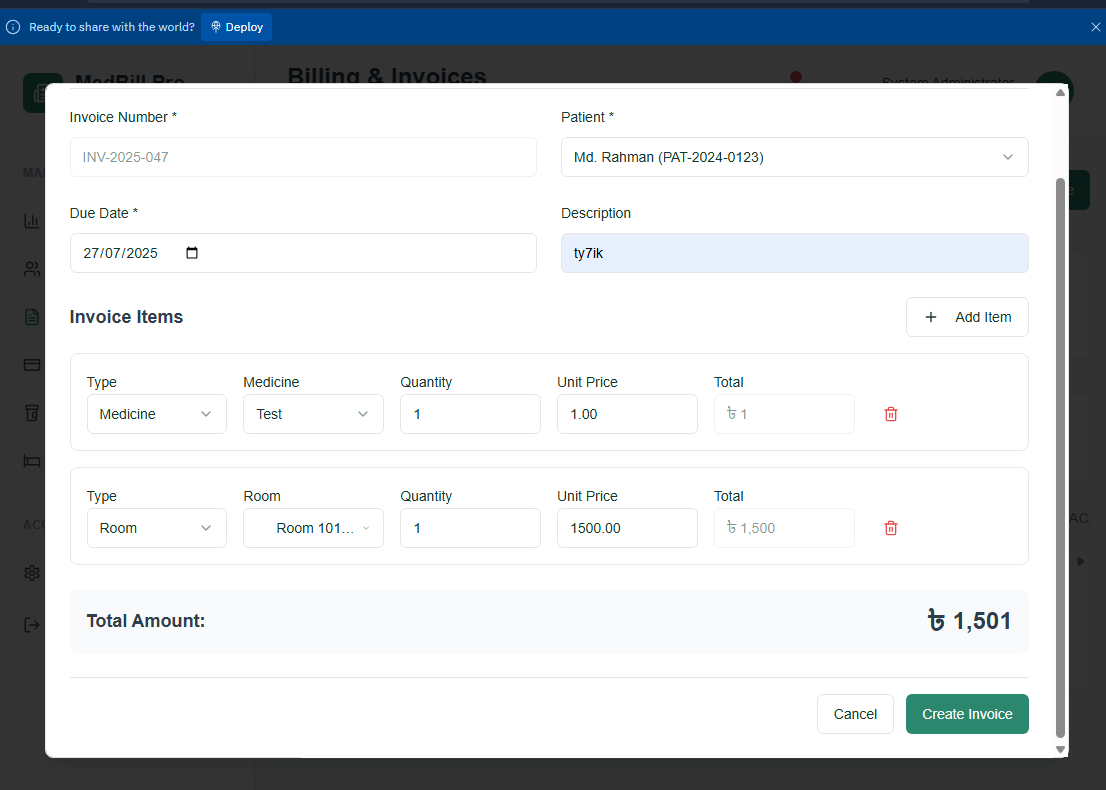 Ready to share with the world? Deploy
MedBill Pro
Billing & Invoices
System Administrator
Invoice Number *
Patient *
INV-2025-047
Md. Rahman (PAT-2024-0123)
Due Date *
Description
27/07/2025
ty7ik
Invoice Items
+ Add Item
Type Medicine Quantity Unit Price Total
Medicine Test 1 1.00 ৳ 1
Type Room Quantity Unit Price Total
Room Room 101... 1 1500.00 ৳ 1,500
Total Amount: ৳ 1,501
Cancel Create Invoice